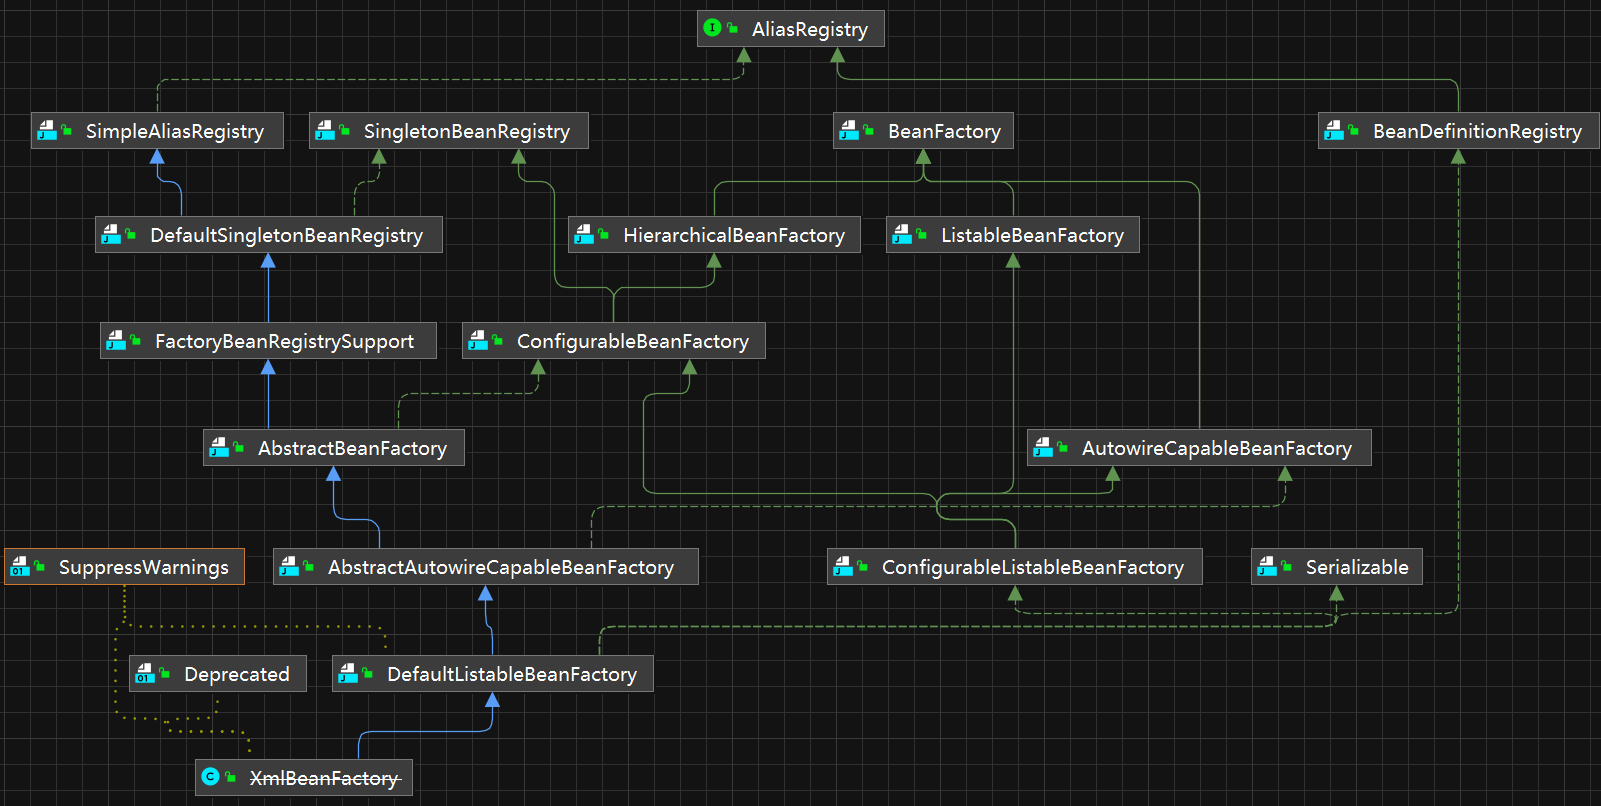 AliasRegistry
SimpleAliasRegistry
SingletonBeanRegistry
BeanFactory
BeanDefinitionRegistry
DefaultSingletonBeanRegistry
HierarchicalBeanFactory
ListableBeanFactory
FactoryBeanRegistrySupport
ConfigurableBeanFactory
AbstractBeanFactory
AutowireCapableBeanFactory
SuppressWarnings
AbstractAutowireCapableBeanFactory
ConfigurableListableBeanFactory
Serializable
Deprecated
DefaultListableBeanFactory
XmlBeanFactory